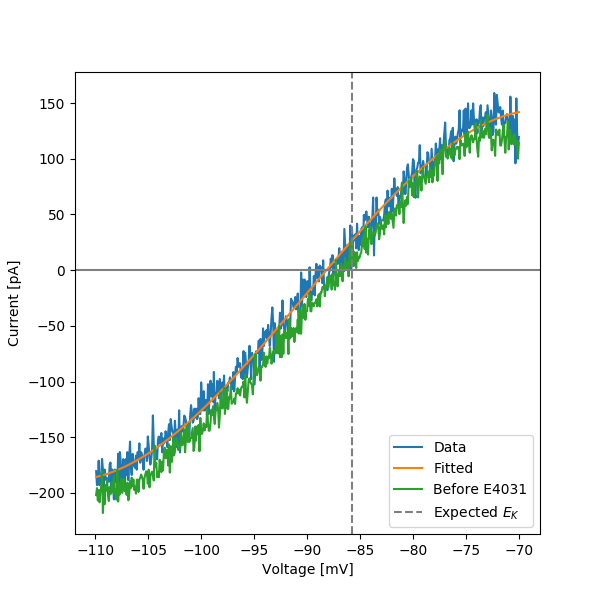 150
100
50
0
−50
−100
−150
−200
Current [pA]
−110 −105 −100 −95 −90 −85 −80 −75 −70
Voltage [mV]
Data
Fitted
Before E4031
Expected E_K